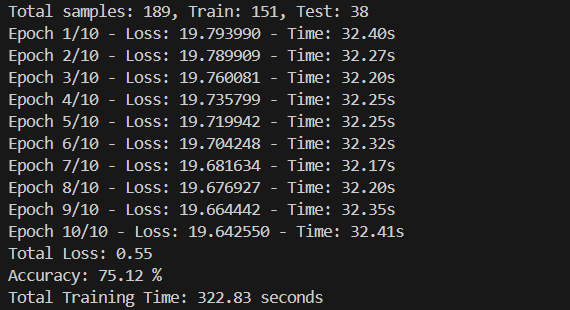 Total samples: 189, Train: 151, Test: 38
Epoch 1/10 - Loss: 19.793990 - Time: 32.40s
Epoch 2/10 - Loss: 19.789909 - Time: 32.27s
Epoch 3/10 - Loss: 19.760081 - Time: 32.20s
Epoch 4/10 - Loss: 19.735799 - Time: 32.25s
Epoch 5/10 - Loss: 19.719942 - Time: 32.25s
Epoch 6/10 - Loss: 19.704248 - Time: 32.32s
Epoch 7/10 - Loss: 19.681634 - Time: 32.17s
Epoch 8/10 - Loss: 19.676927 - Time: 32.20s
Epoch 9/10 - Loss: 19.664442 - Time: 32.35s
Epoch 10/10 - Loss: 19.642550 - Time: 32.41s
Total Loss: 0.55
Accuracy: 75.12 %
Total Training Time: 322.83 seconds